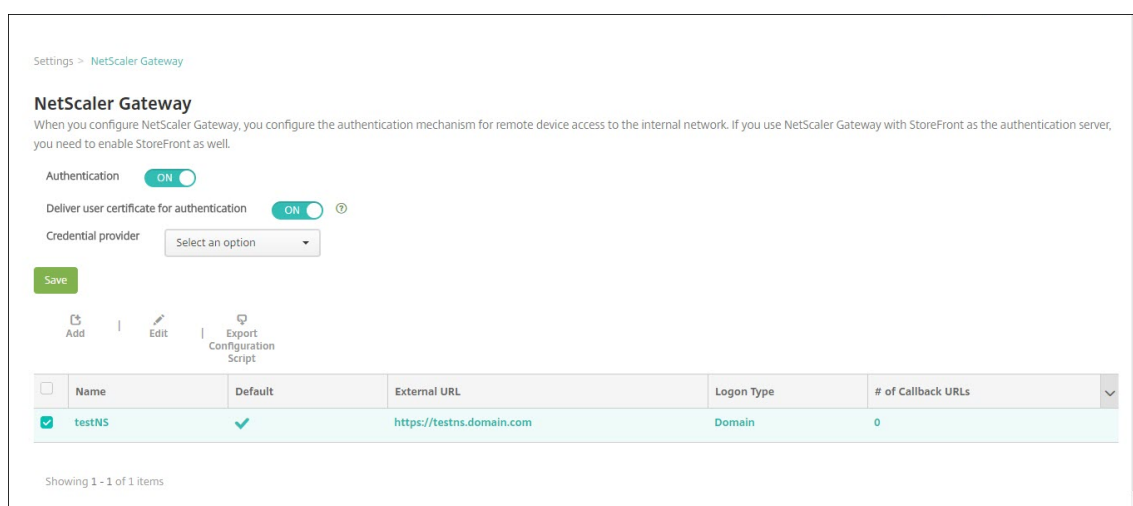 Settings > NetScaler Gateway
NetScaler Gateway
When you configure NetScaler Gateway, you configure the authentication mechanism for remote device access to the internal network. If you use NetScaler Gateway with StoreFront as the authentication server,
you need to enable StoreFront as well.
Authentication ON
Deliver user certificate for authentication ON ?
Credential provider Select an option
Save
Add | Edit | Export
Configuration
Script
Name Default External URL Logon Type # of Callback URLs
testNS https://testns.domain.com Domain 0
Showing 1 - 1 of 1 items